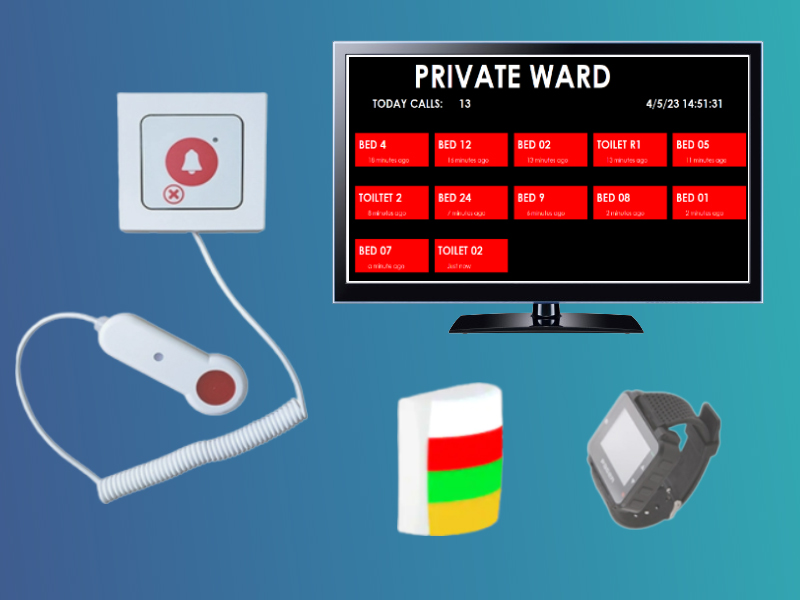 PRIVATE WARD
TODAY CALLS: 13 4/5/23 14:51:31
BED 4 BED 12 BED 02 TOILET R1 BED 05
16 minutes ago 13 minutes ago 13 minutes ago 11 minutes ago
TOILTET 2 BED 24 BED 9 BED 08 BED 01
8 minutes ago 7 minutes ago 6 minutes ago 3 minutes ago 2 minutes ago
BED 07 TOILET 02
a minute ago Just now